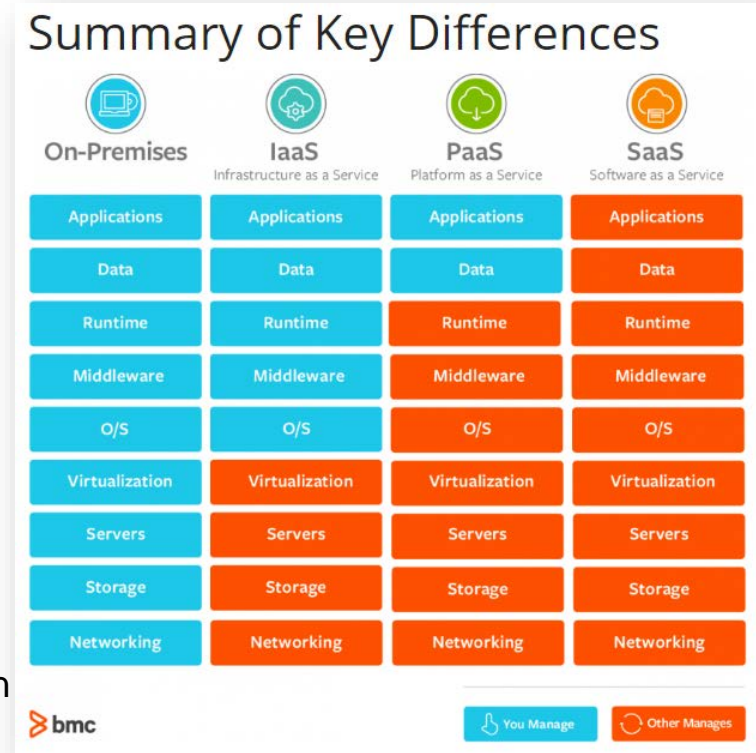 Summary of Key Differences
On-Premises IaaS PaaS SaaS
Infrastructure as a Service Platform as a Service Software as a Service
Applications Applications Applications Applications
Data Data Data Data
Runtime Runtime Runtime Runtime
Middleware Middleware Middleware Middleware
O/S O/S O/S O/S
Virtualization Virtualization Virtualization Virtualization
Servers Servers Servers Servers
Storage Storage Storage Storage
Networking Networking Networking Networking
n
bmc You Manage Other Manages